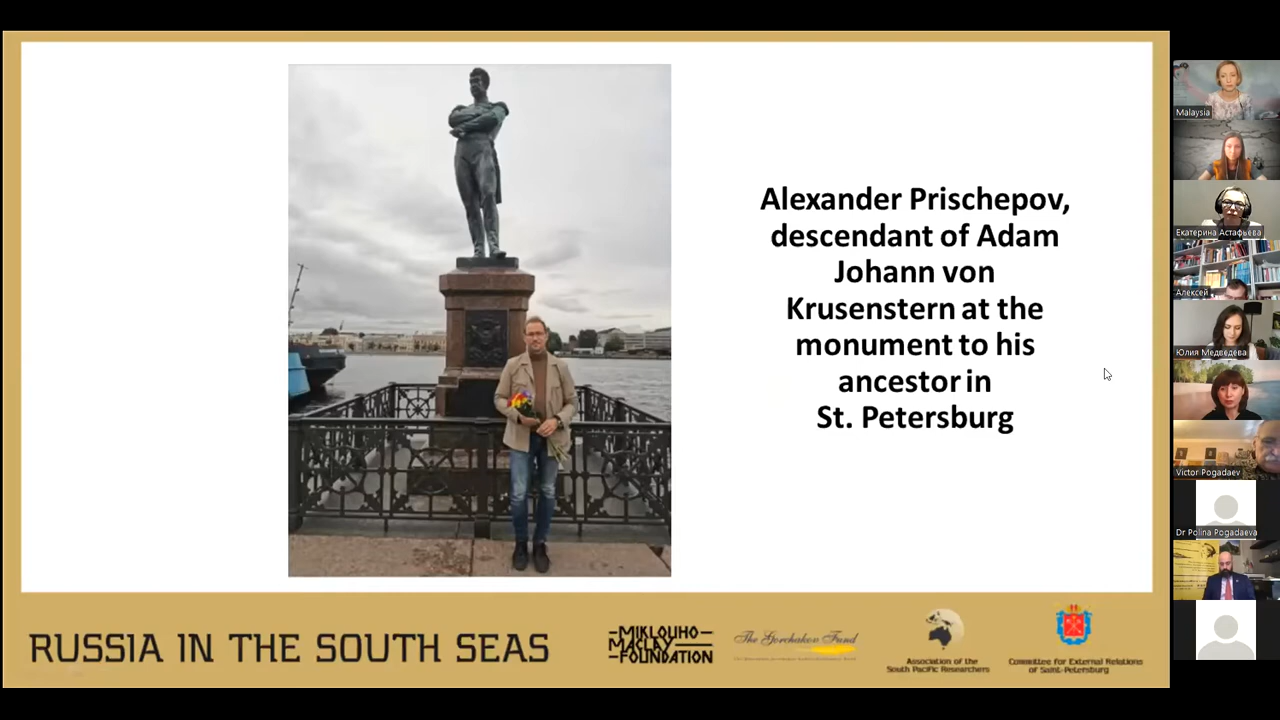 Alexander Prischepov,
descendant of Adam
Johann von
Krusenstern at the
monument to his
ancestor in
St. Petersburg
Malaysia
Екатерина Астафьева
Алексей
Юлия Медведева
Victor Pogadaev
Dr Polina Pogadaeva
RUSSIA IN THE SOUTH SEAS
MIKLOUHO
MACLAY
FOUNDATION
The Gorchakov Fund
Association of the
South Pacific Researchers
Committee for External Relations
of Saint-Petersburg